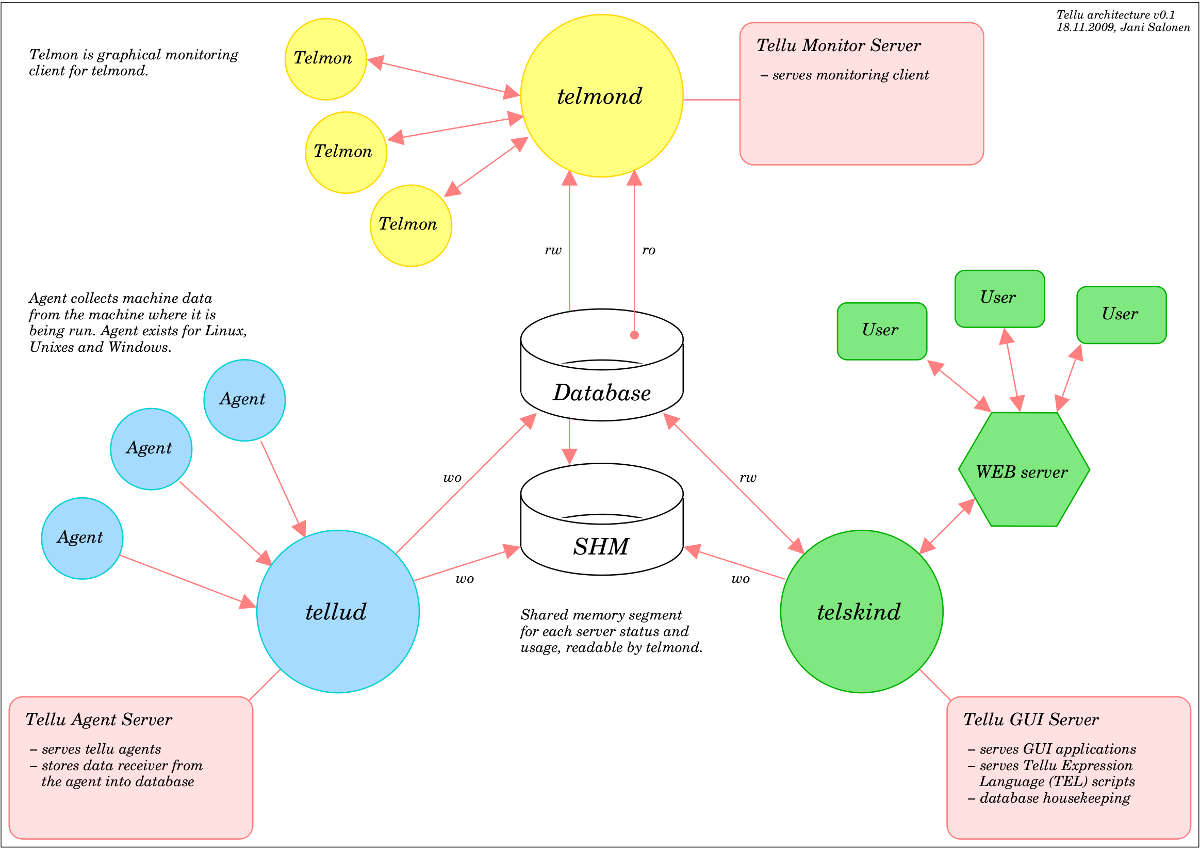 Tellu architecture v0.1
18.11.2009, Jani Salonen
Telmon is graphical monitoring
client for telmond.
Telmon
Telmon
Telmon
telmond
Tellu Monitor Server
– serves monitoring client
rw
ro
Agent collects machine data
from the machine where it is
being run. Agent exists for Linux,
Unixes and Windows.
Agent
Agent
Agent
User
User
User
WEB server
Database
SHM
wo
rw
wo
wo
tellud
telskind
Shared memory segment
for each server status and
usage, readable by telmond.
Tellu Agent Server
– serves tellu agents
– stores data receiver from
the agent into database
Tellu GUI Server
– serves GUI applications
– serves Tellu Expression
Language (TEL) scripts
– database housekeeping